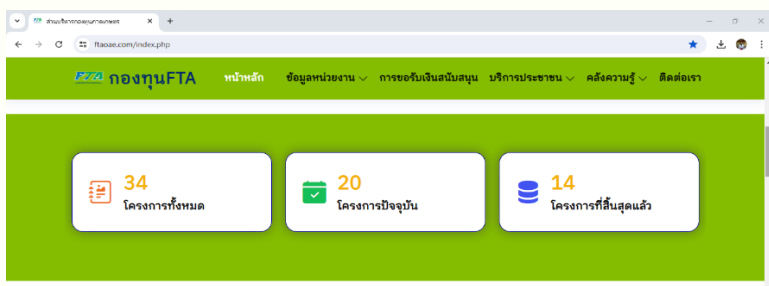 ส่วนบริหารกองทุนภาคเกษตร
ftaoae.com/index.php
FTA กองทุนFTA หน้าหลัก ข้อมูลหน่วยงาน การขอรับเงินสนับสนุน บริการประชาชน คลังความรู้ ติดต่อเรา
34
โครงการทั้งหมด
20
โครงการปัจจุบัน
14
โครงการที่สิ้นสุดแล้ว